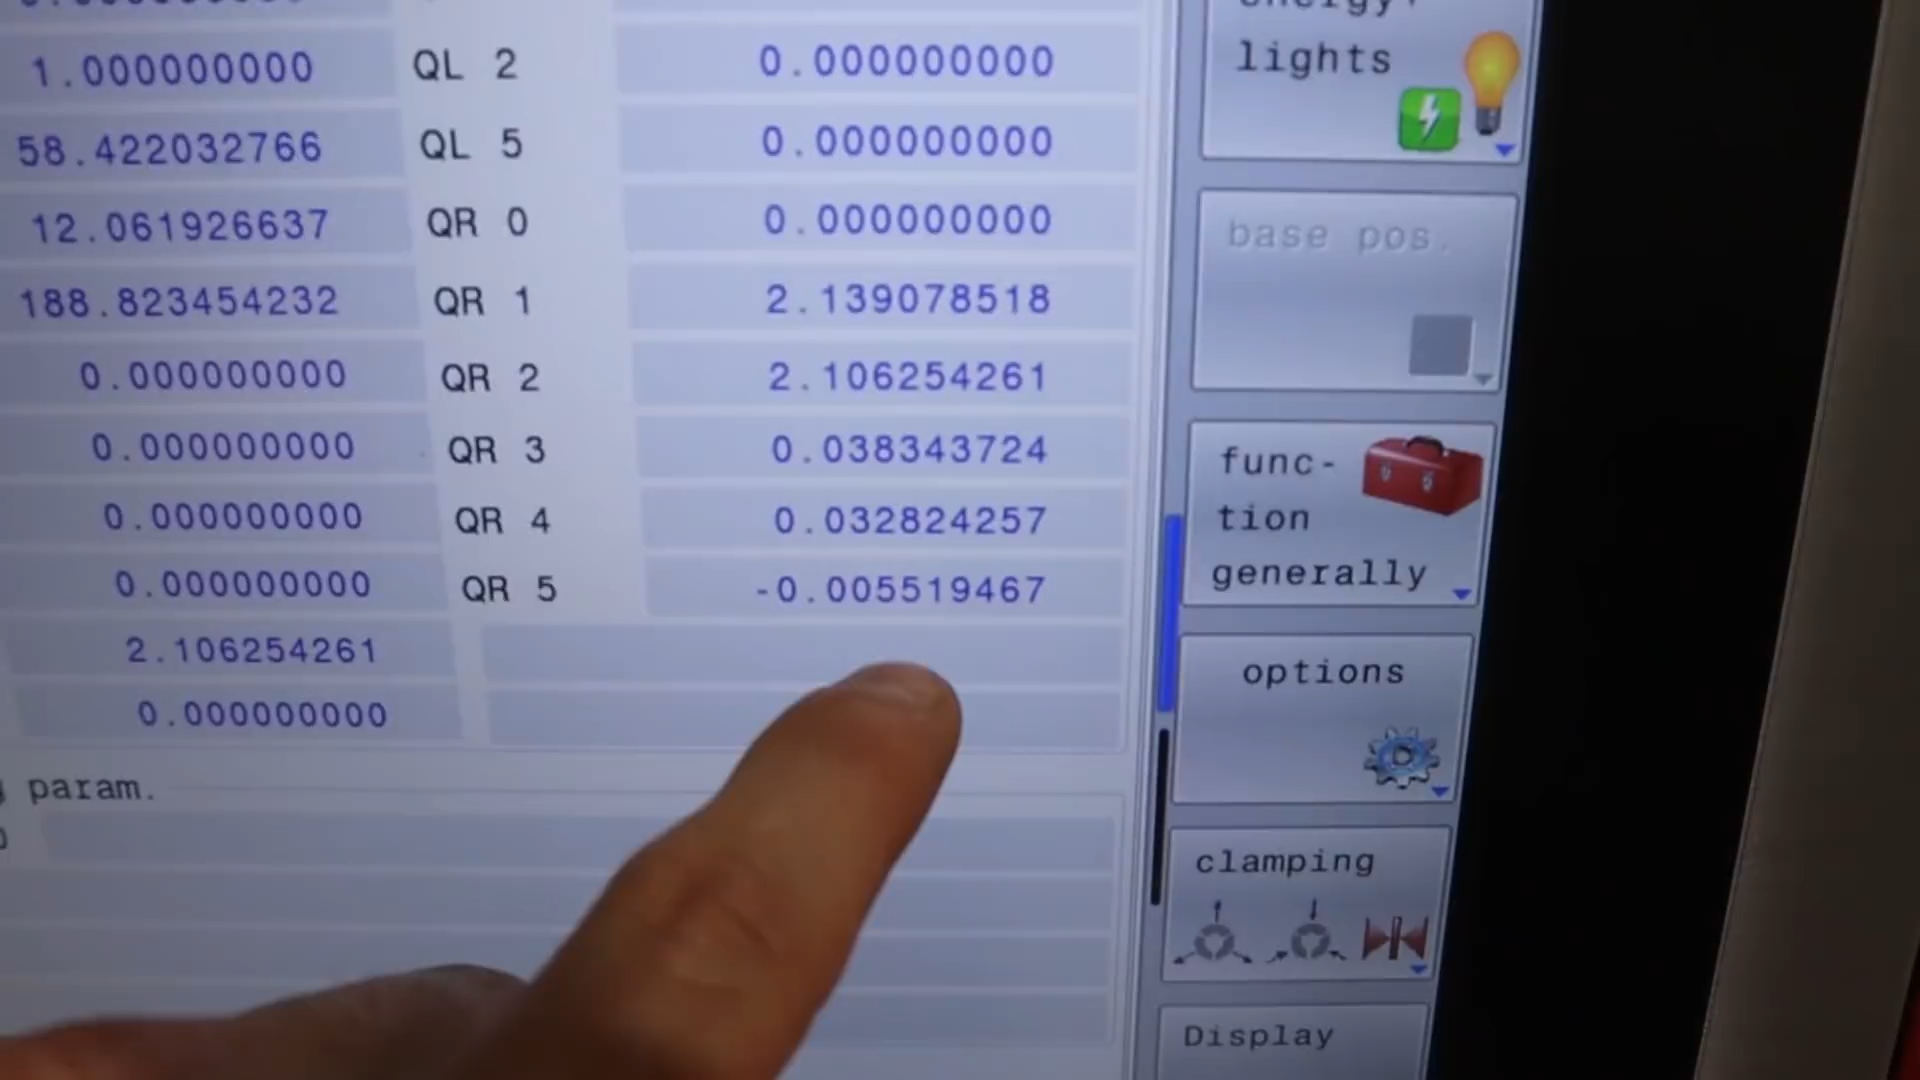 1.000000000 QL 2 0.000000000
58.422032766 QL 5 0.000000000
12.061926637 QR 0 0.000000000
188.823454232 QR 1 2.139078518
0.000000000 QR 2 2.106254261
0.000000000 QR 3 0.038343724
0.000000000 QR 4 0.032824257
0.000000000 QR 5 -0.005519467
2.106254261
0.000000000
param.
lights
base pos.
func-
tion
generally
options
clamping
Display